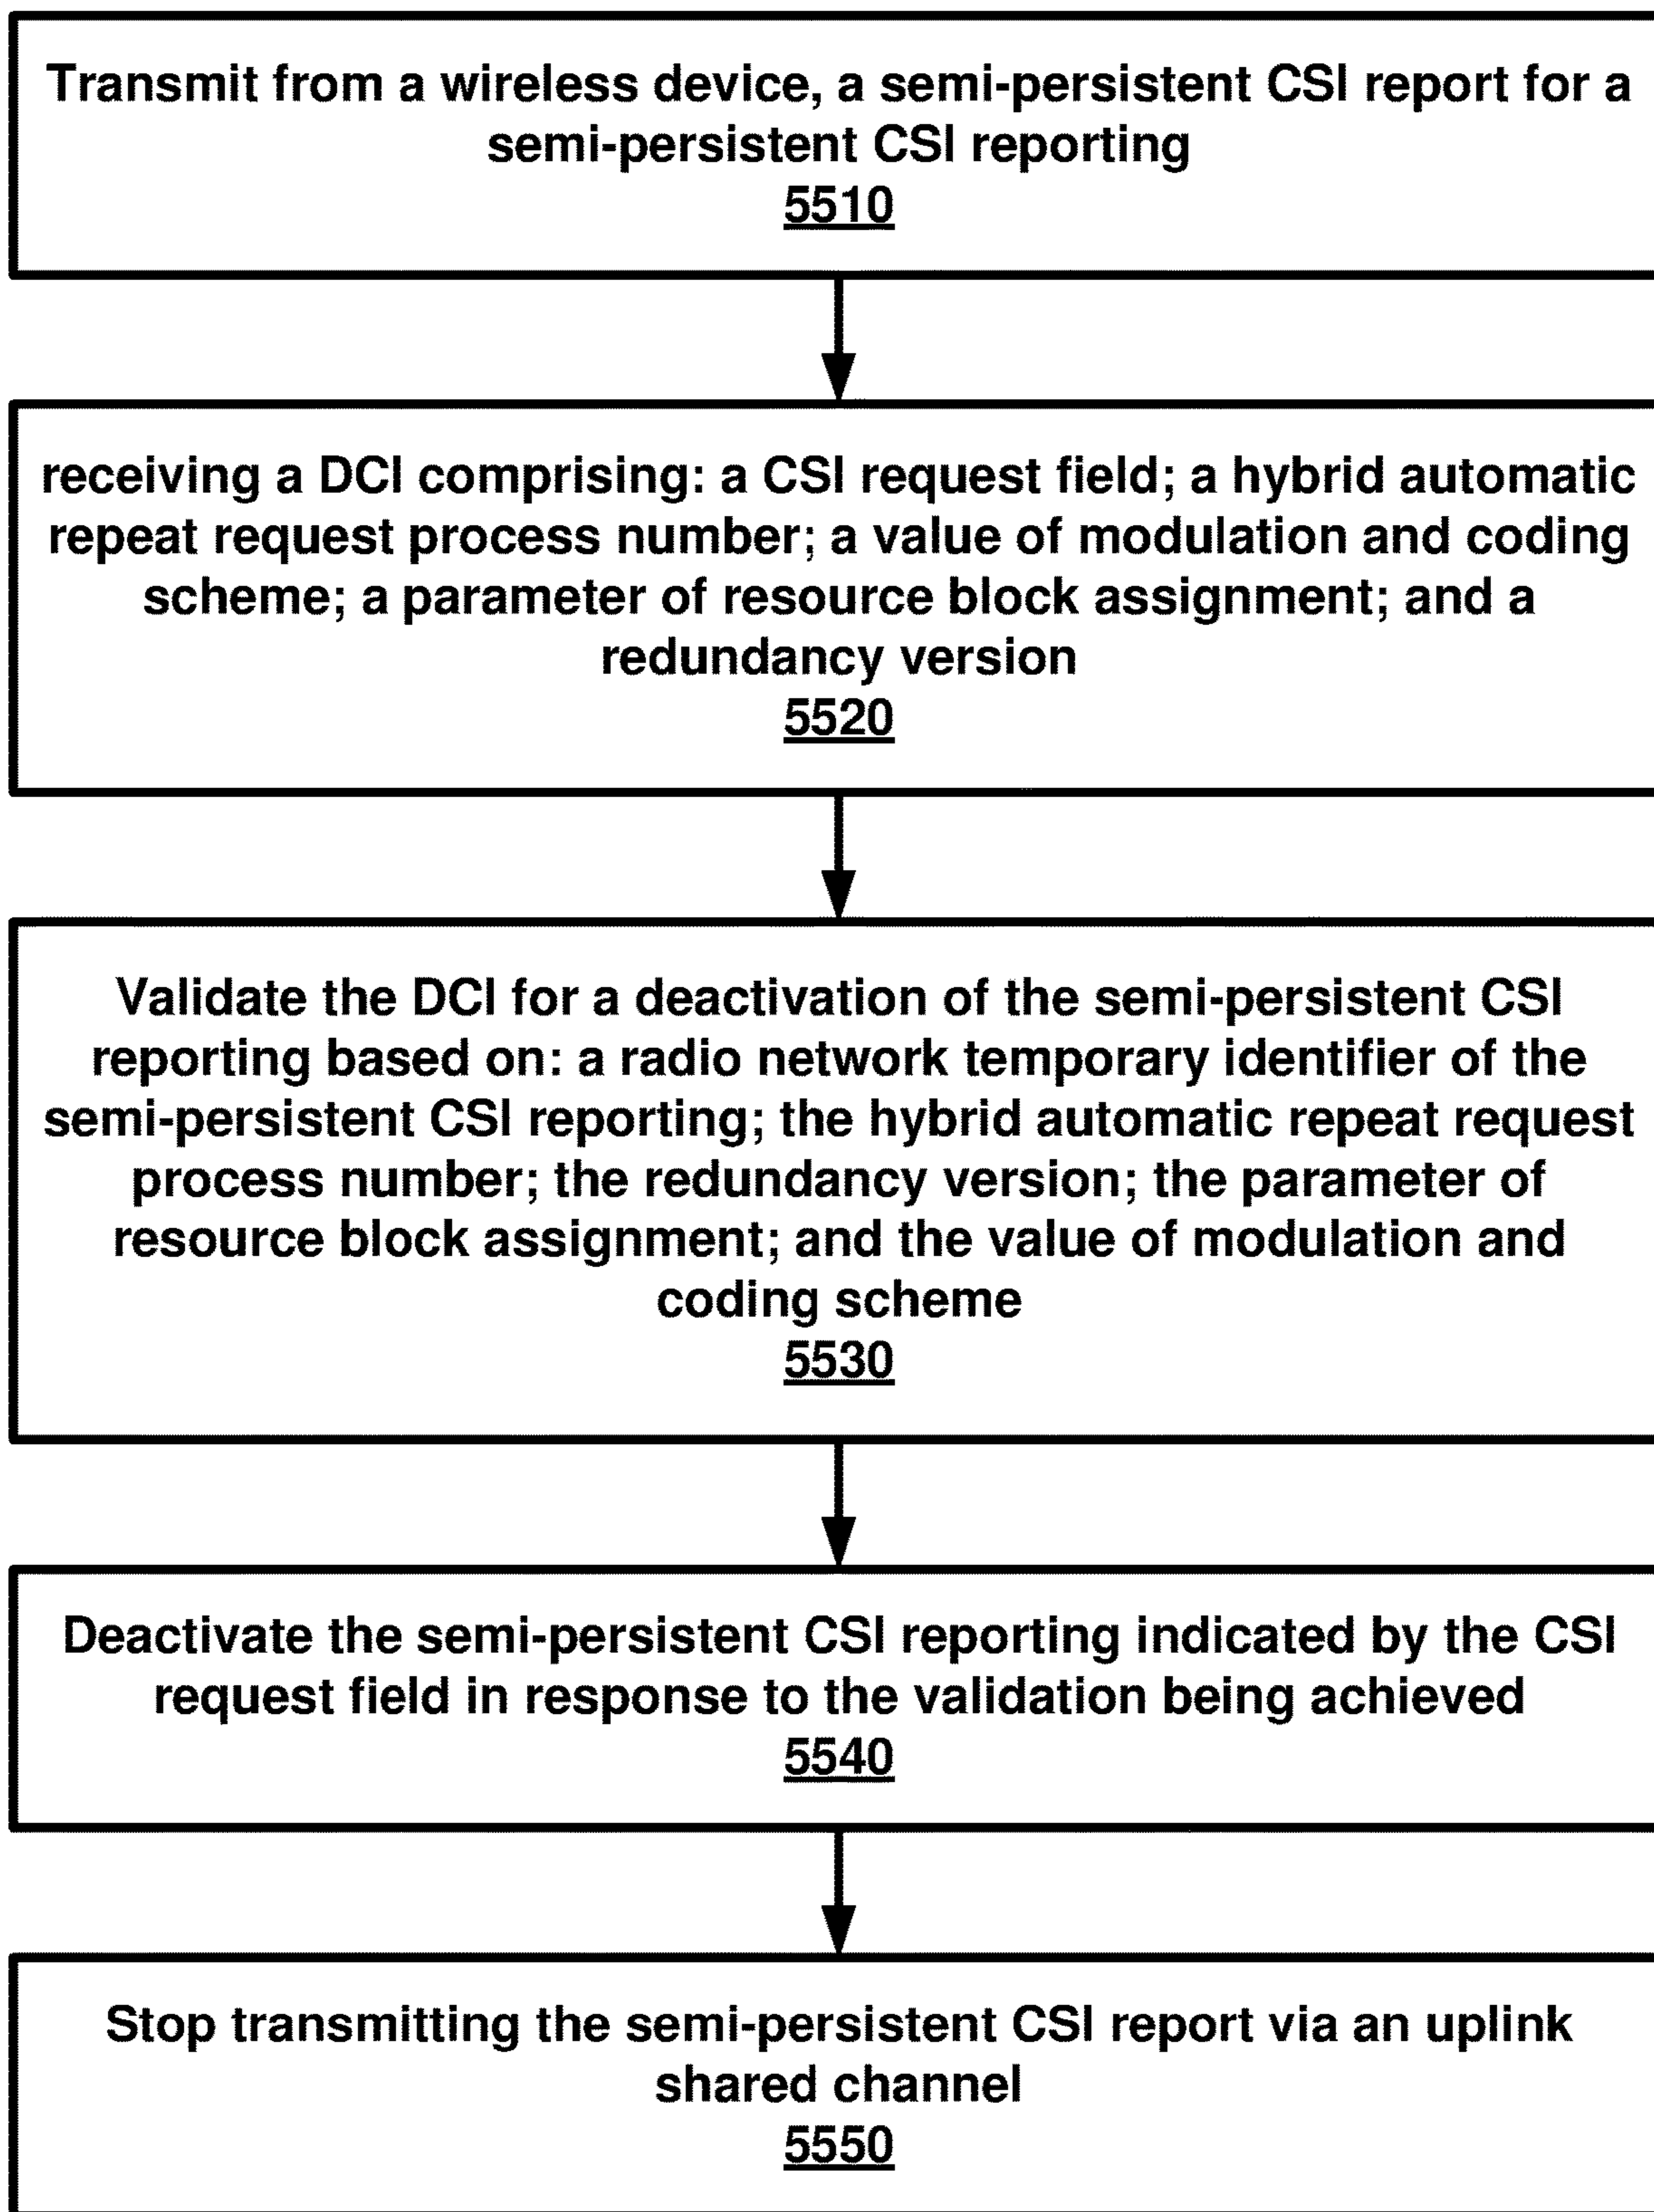 Transmit from a wireless device, a semi-persistent CSI report for a
semi-persistent CSI reporting
5510
receiving a DCI comprising: a CSI request field; a hybrid automatic
repeat request process number; a value of modulation and coding
scheme; a parameter of resource block assignment; and a
redundancy version
5520
Validate the DCI for a deactivation of the semi-persistent CSI
reporting based on: a radio network temporary identifier of the
semi-persistent CSI reporting; the hybrid automatic repeat request
process number; the redundancy version; the parameter of
resource block assignment; and the value of modulation and
coding scheme
5530
Deactivate the semi-persistent CSI reporting indicated by the CSI
request field in response to the validation being achieved
5540
Stop transmitting the semi-persistent CSI report via an uplink
shared channel
5550